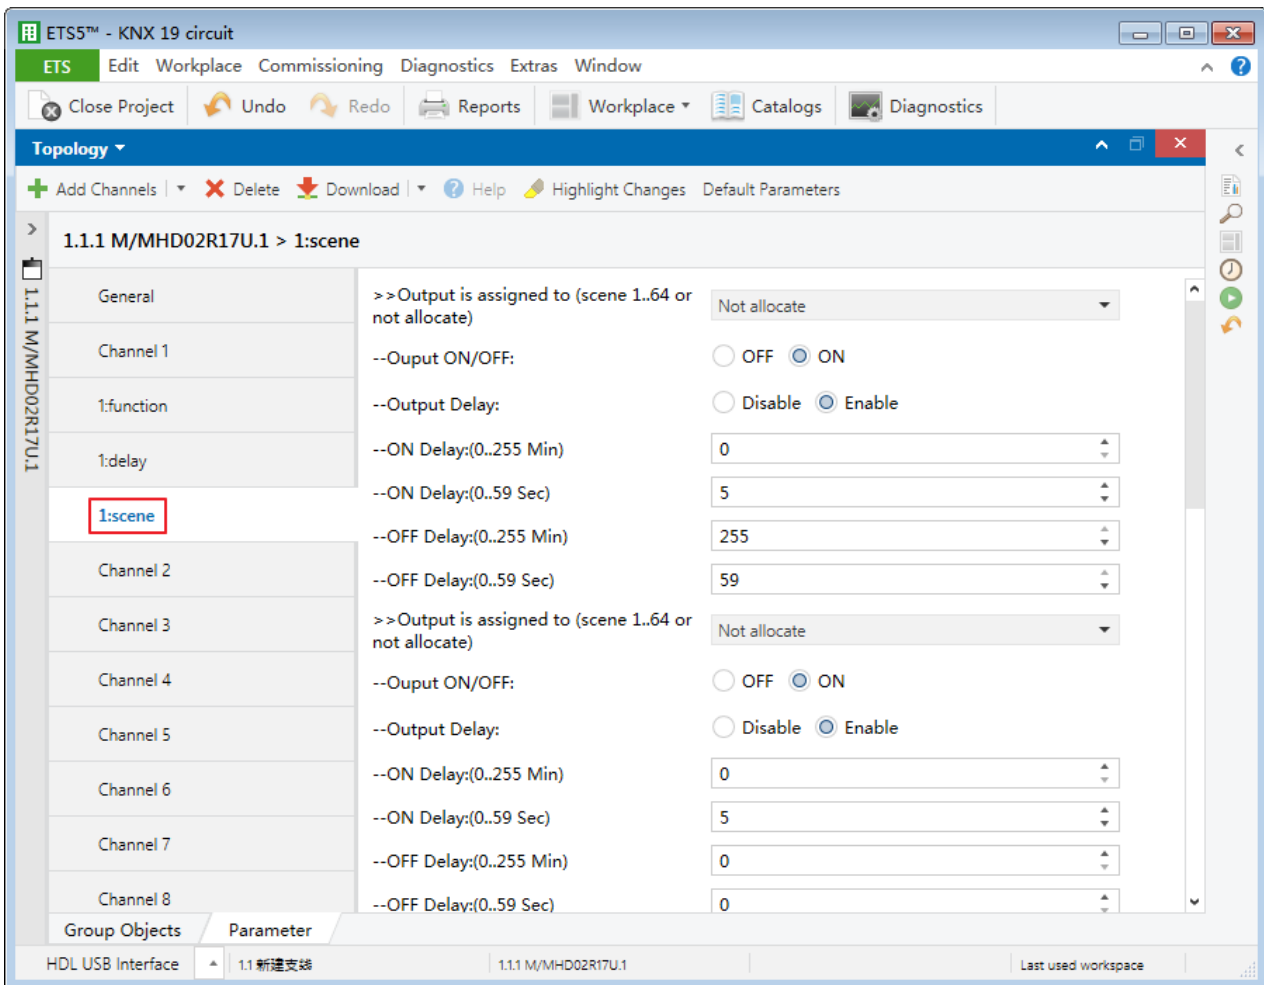 ETS5™ - KNX 19 circuit
ETS Edit Workplace Commissioning Diagnostics Extras Window
Close Project Undo Redo Reports Workplace Catalogs Diagnostics
Topology
Add Channels Delete Download Help Highlight Changes Default Parameters
1.1.1 M/MHD02R17U.1
1.1.1 M/MHD02R17U.1 > 1:scene
General
Channel 1
1:function
1:delay
1:scene
Channel 2
Channel 3
Channel 4
Channel 5
Channel 6
Channel 7
Channel 8
>>Output is assigned to (scene 1..64 or
not allocate) Not allocate
--Ouput ON/OFF: OFF ON
--Output Delay: Disable Enable
--ON Delay:(0..255 Min) 0
--ON Delay:(0..59 Sec) 5
--OFF Delay:(0..255 Min) 255
--OFF Delay:(0..59 Sec) 59
>>Output is assigned to (scene 1..64 or
not allocate) Not allocate
--Ouput ON/OFF: OFF ON
--Output Delay: Disable Enable
--ON Delay:(0..255 Min) 0
--ON Delay:(0..59 Sec) 5
--OFF Delay:(0..255 Min) 0
--OFF Delay:(0..59 Sec) 0
Group Objects Parameter
HDL USB Interface 1.1 新建支线 1.1.1 M/MHD02R17U.1 Last used workspace